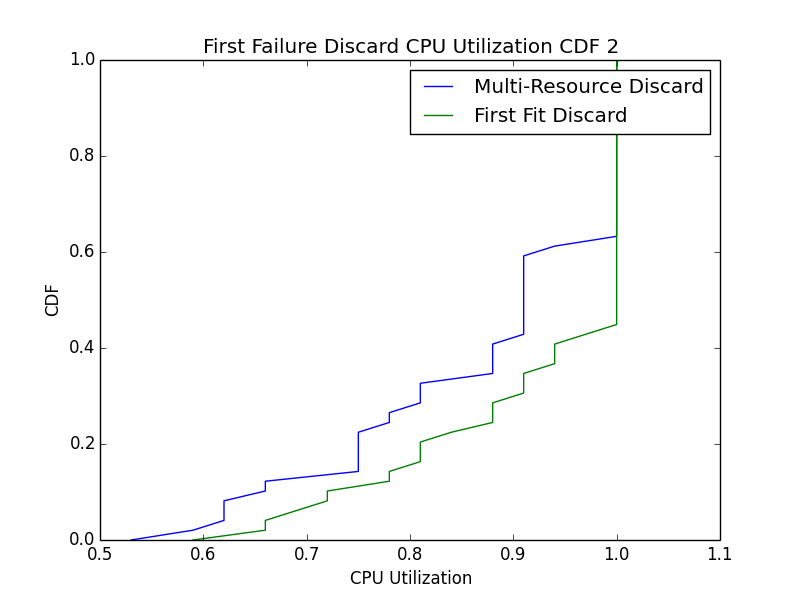 First Failure Discard CPU Utilization CDF 2
Multi-Resource Discard
First Fit Discard
1.0
0.8
0.6
0.4
0.2
0.0
CDF
0.5 0.6 0.7 0.8 0.9 1.0 1.1
CPU Utilization